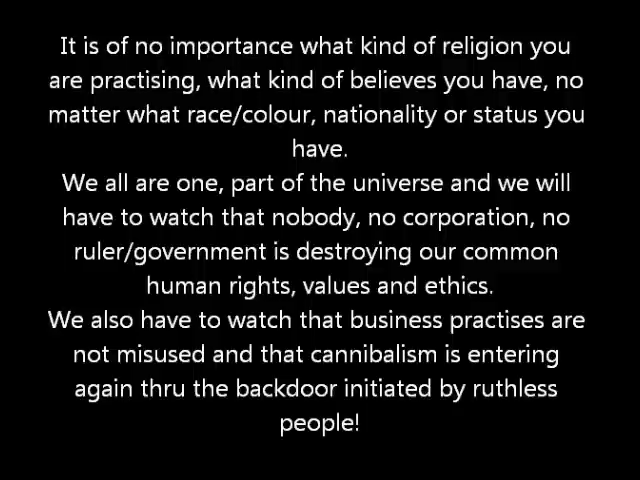 It is of no importance what kind of religion you
are practising, what kind of believes you have, no
matter what race/colour, nationality or status you
have.
We all are one, part of the universe and we will
have to watch that nobody, no corporation, no
ruler/government is destroying our common
human rights, values and ethics.
We also have to watch that business practises are
not misused and that cannibalism is entering
again thru the backdoor initiated by ruthless
people!